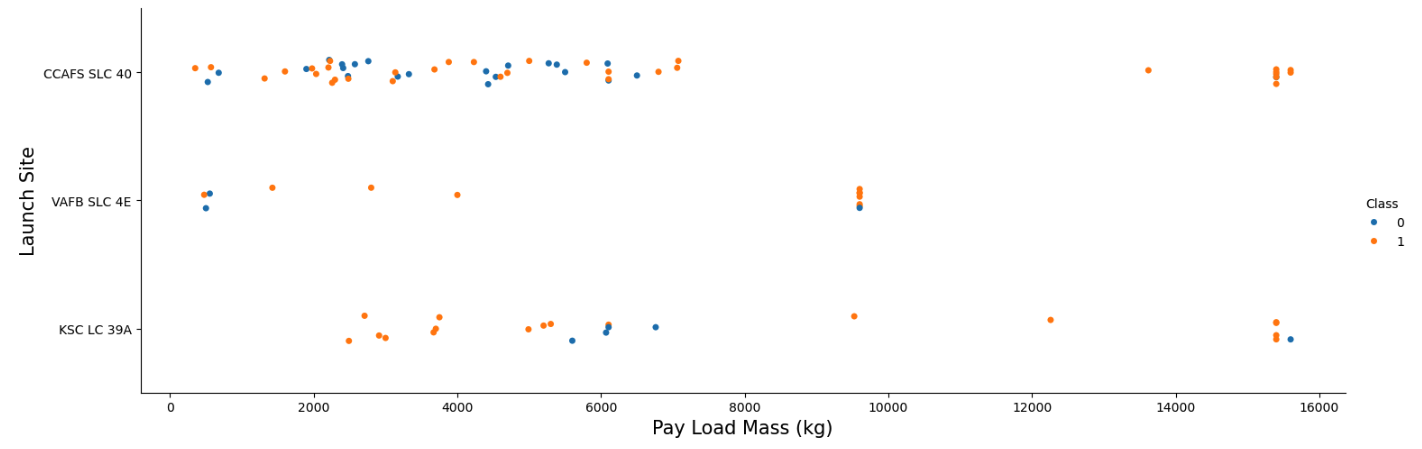 CCAFS SLC 40
VAFB SLC 4E
KSC LC 39A
Launch Site
0
2000
4000
6000
8000
10000
12000
14000
16000
Pay Load Mass (kg)
Class
0
1